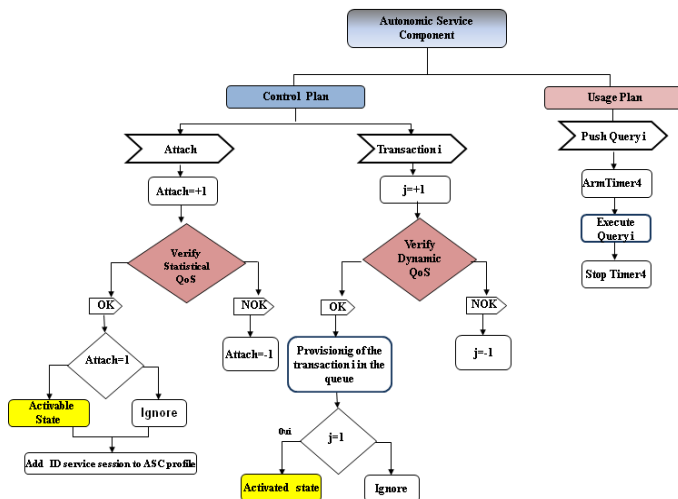 Autonomic Service
Component
Control Plan
Usage Plan
Attach
Transaction i
Push Query i
Attach=+1
j=+1
ArmTimer4
Verify
Statistical
QoS
Verify
Dynamic
QoS
Execute
Query i
Stop Timer4
OK
NOK
OK
NOK
Attach=1
Attach=-1
Provisionig of the
transaction i in the
queue
j=-1
Activable
State
Ignore
Oui
j=1
Add ID service session to ASC profile
Activated state
Ignore